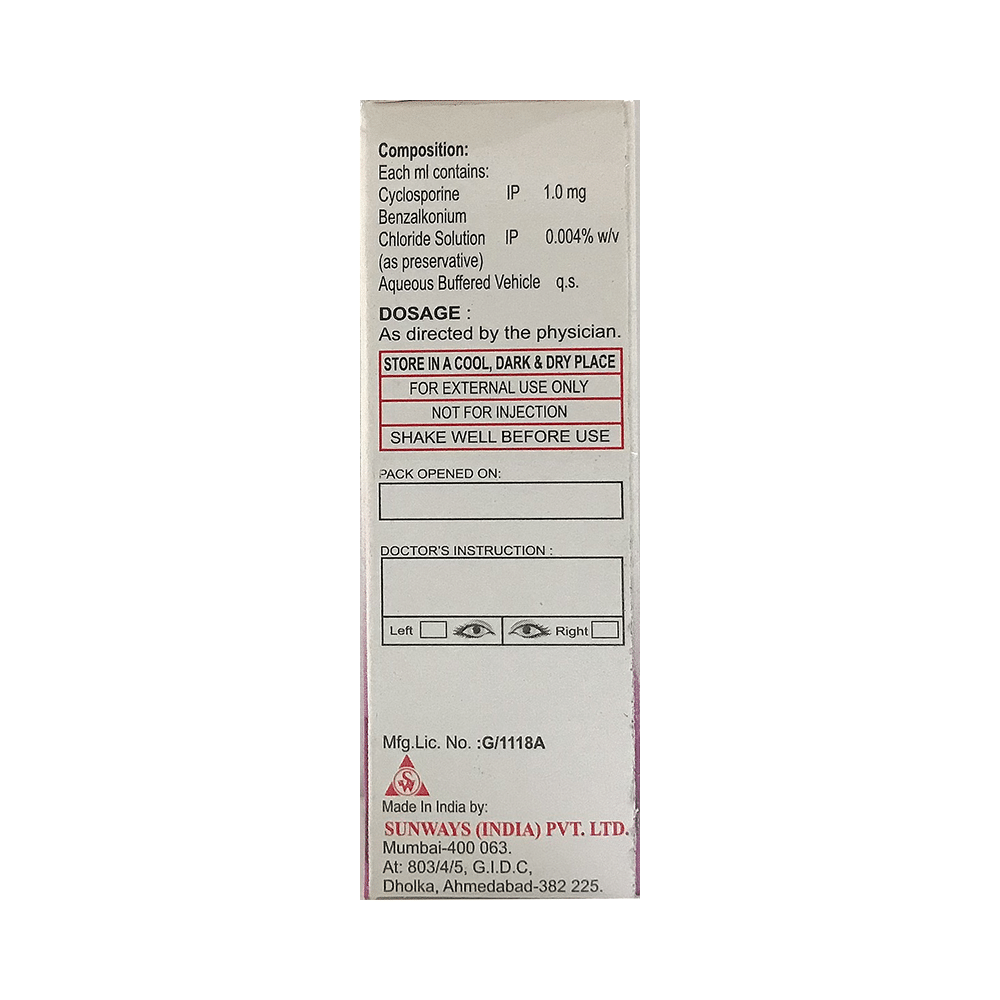 Composition:
Each ml contains:
Cyclosporine IP 1.0 mg
Benzalkonium
Chloride Solution IP 0.004% w/v
(as preservative)
Aqueous Buffered Vehicle q.s.
DOSAGE :
As directed by the physician.
STORE IN A COOL, DARK & DRY PLACE
FOR EXTERNAL USE ONLY
NOT FOR INJECTION
SHAKE WELL BEFORE USE
PACK OPENED ON:
DOCTOR'S INSTRUCTION :
Left Right
Mfg.Lic. No. :G/1118A
SW
Made In India by:
SUNWAYS (INDIA) PVT. LTD.
Mumbai-400 063.
At: 803/4/5, G.I.D.C,
Dholka, Ahmedabad-382 225.